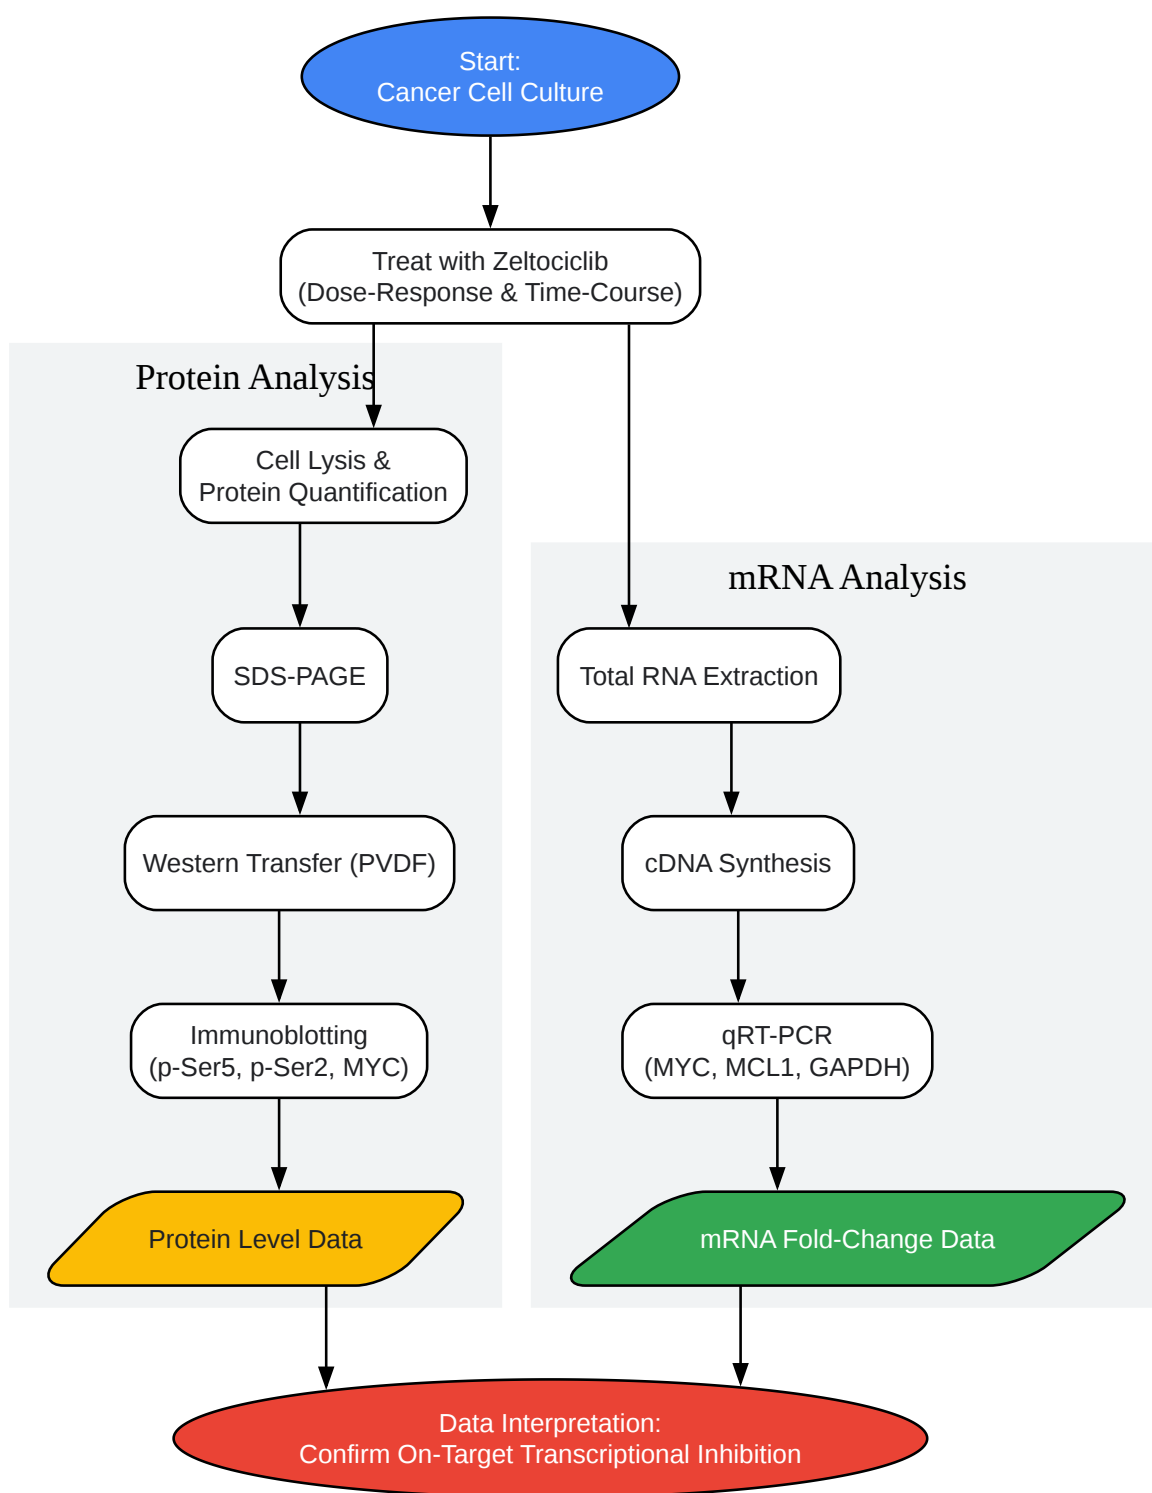 Start:
Cancer Cell Culture
Treat with Zeltociclib
(Dose-Response & Time-Course)
Protein Analysis
Cell Lysis &
Protein Quantification
SDS-PAGE
Western Transfer (PVDF)
Immunoblotting
(p-Ser5, p-Ser2, MYC)
Protein Level Data
mRNA Analysis
Total RNA Extraction
cDNA Synthesis
qRT-PCR
(MYC, MCL1, GAPDH)
mRNA Fold-Change Data
Data Interpretation:
Confirm On-Target Transcriptional Inhibition